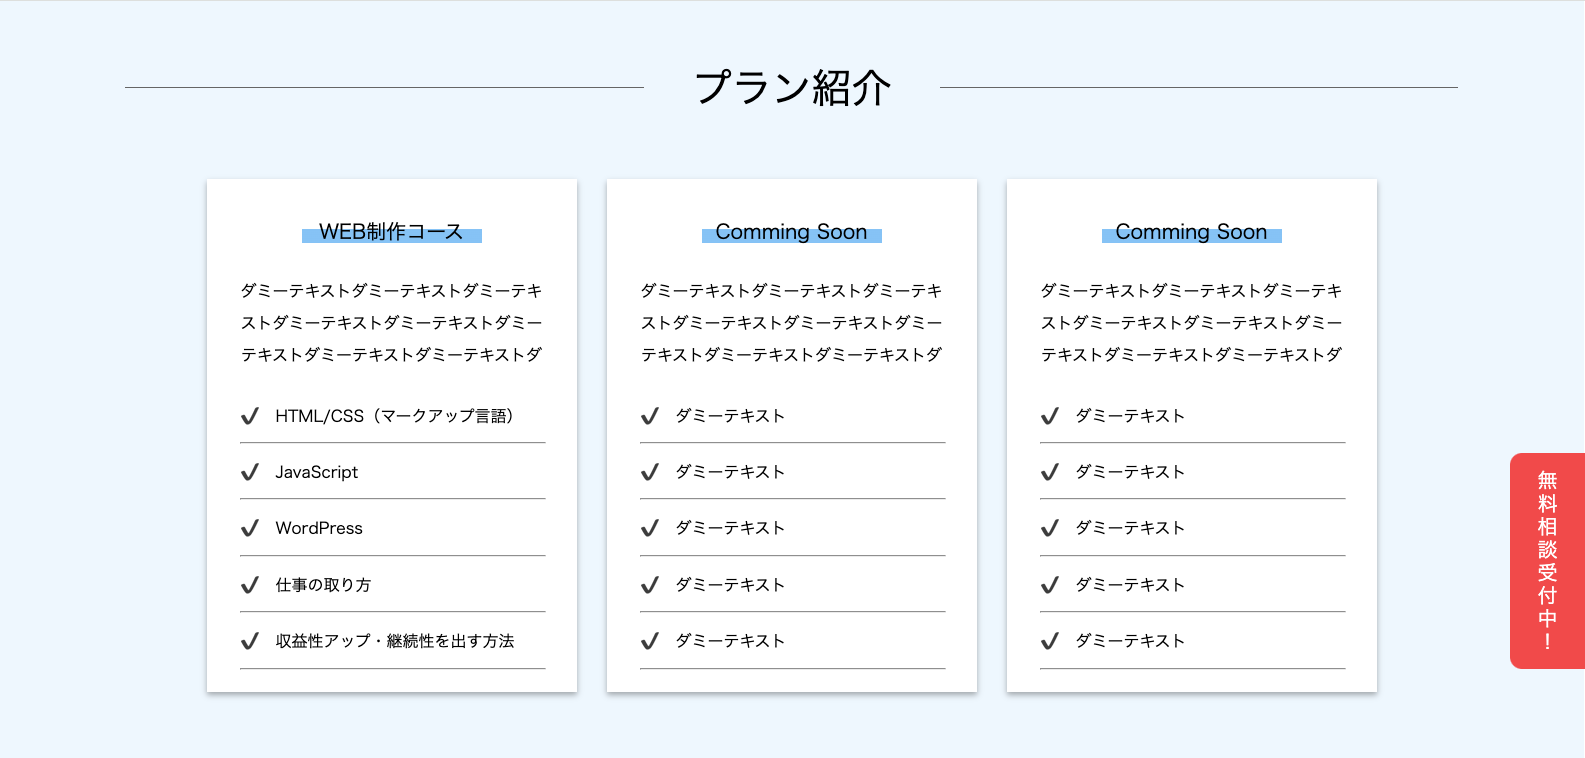 プラン紹介
WEB制作コース
ダミーテキストダミーテキストダミーテキ
ストダミーテキストダミーテキストダミー
テキストダミーテキストダミーテキストダ
HTML/CSS（マークアップ言語）
JavaScript
WordPress
仕事の取り方
収益性アップ・継続性を出す方法
Comming Soon
ダミーテキストダミーテキストダミーテキ
ストダミーテキストダミーテキストダミー
テキストダミーテキストダミーテキストダ
ダミーテキスト
ダミーテキスト
ダミーテキスト
ダミーテキスト
ダミーテキスト
Comming Soon
ダミーテキストダミーテキストダミーテキ
ストダミーテキストダミーテキストダミー
テキストダミーテキストダミーテキストダ
ダミーテキスト
ダミーテキスト
ダミーテキスト
ダミーテキスト
ダミーテキスト
無料相談受付中！